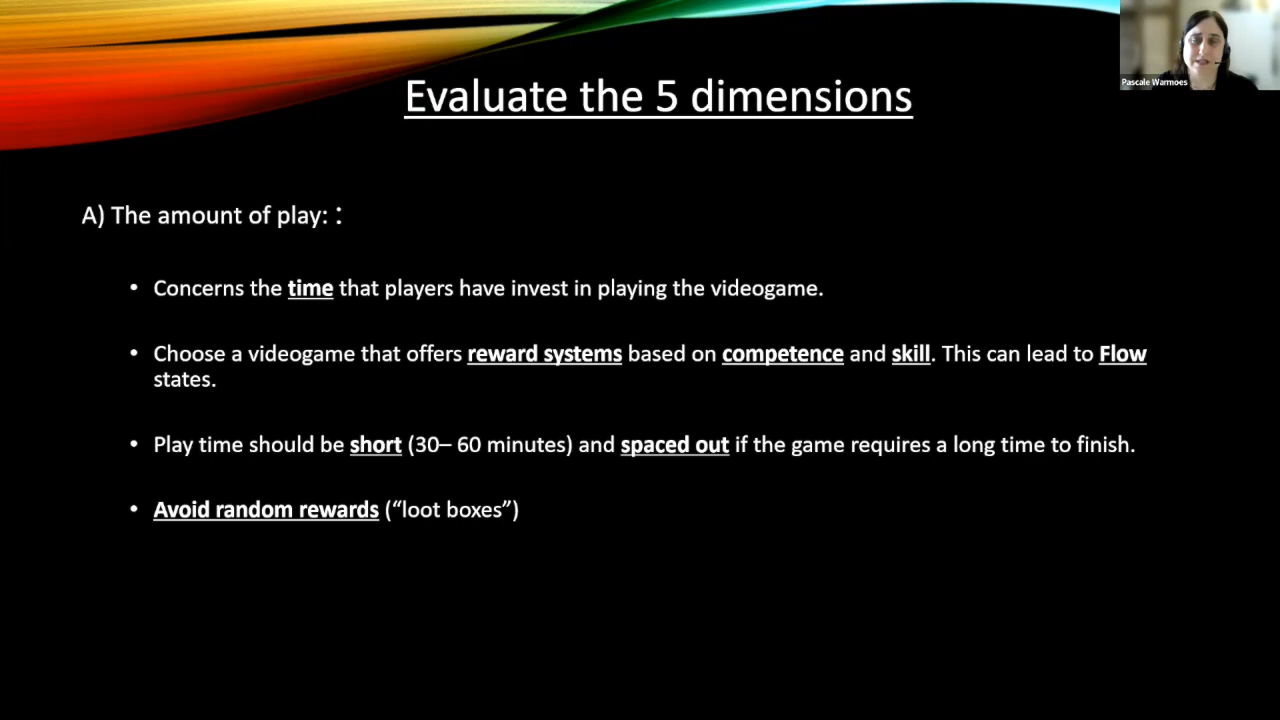 Pascale Warmoes
Evaluate the 5 dimensions
A) The amount of play: :
• Concerns the time that players have invest in playing the videogame.
• Choose a videogame that offers reward systems based on competence and skill. This can lead to Flow
states.
• Play time should be short (30– 60 minutes) and spaced out if the game requires a long time to finish.
• Avoid random rewards (“loot boxes”)